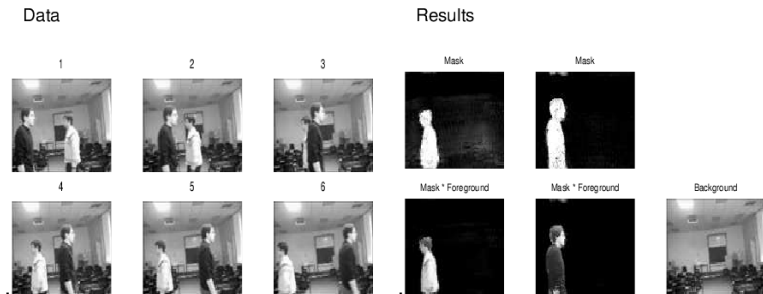 Data
Results
1
2
3
Mask
Mask
4
5
6
Mask * Foreground
Mask * Foreground
Background